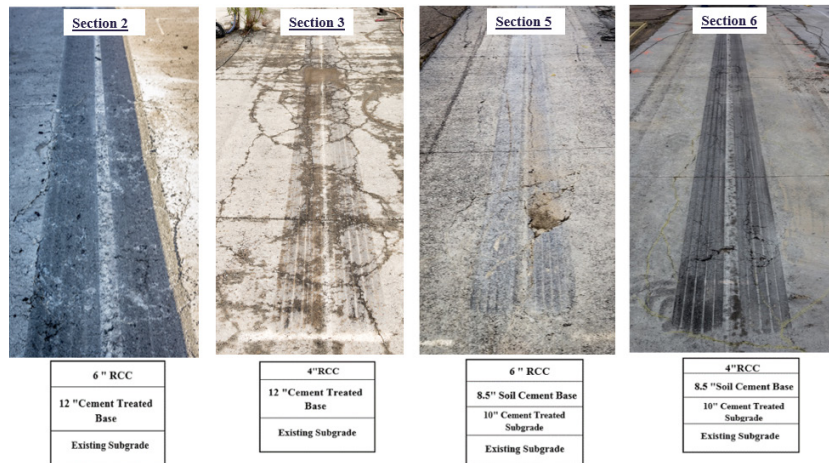 Section 2
Section 3
Section 5
Section 6
6 " RCC
12 "Cement Treated
Base
Existing Subgrade
4"RCC
12 "Cement Treated
Base
Existing Subgrade
6 " RCC
8.5" Soil Cement Base
10" Cement Treated
Subgrade
Existing Subgrade
4"RCC
8.5 "Soil Cement Base
10" Cement Treated
Subgrade
Existing Subgrade